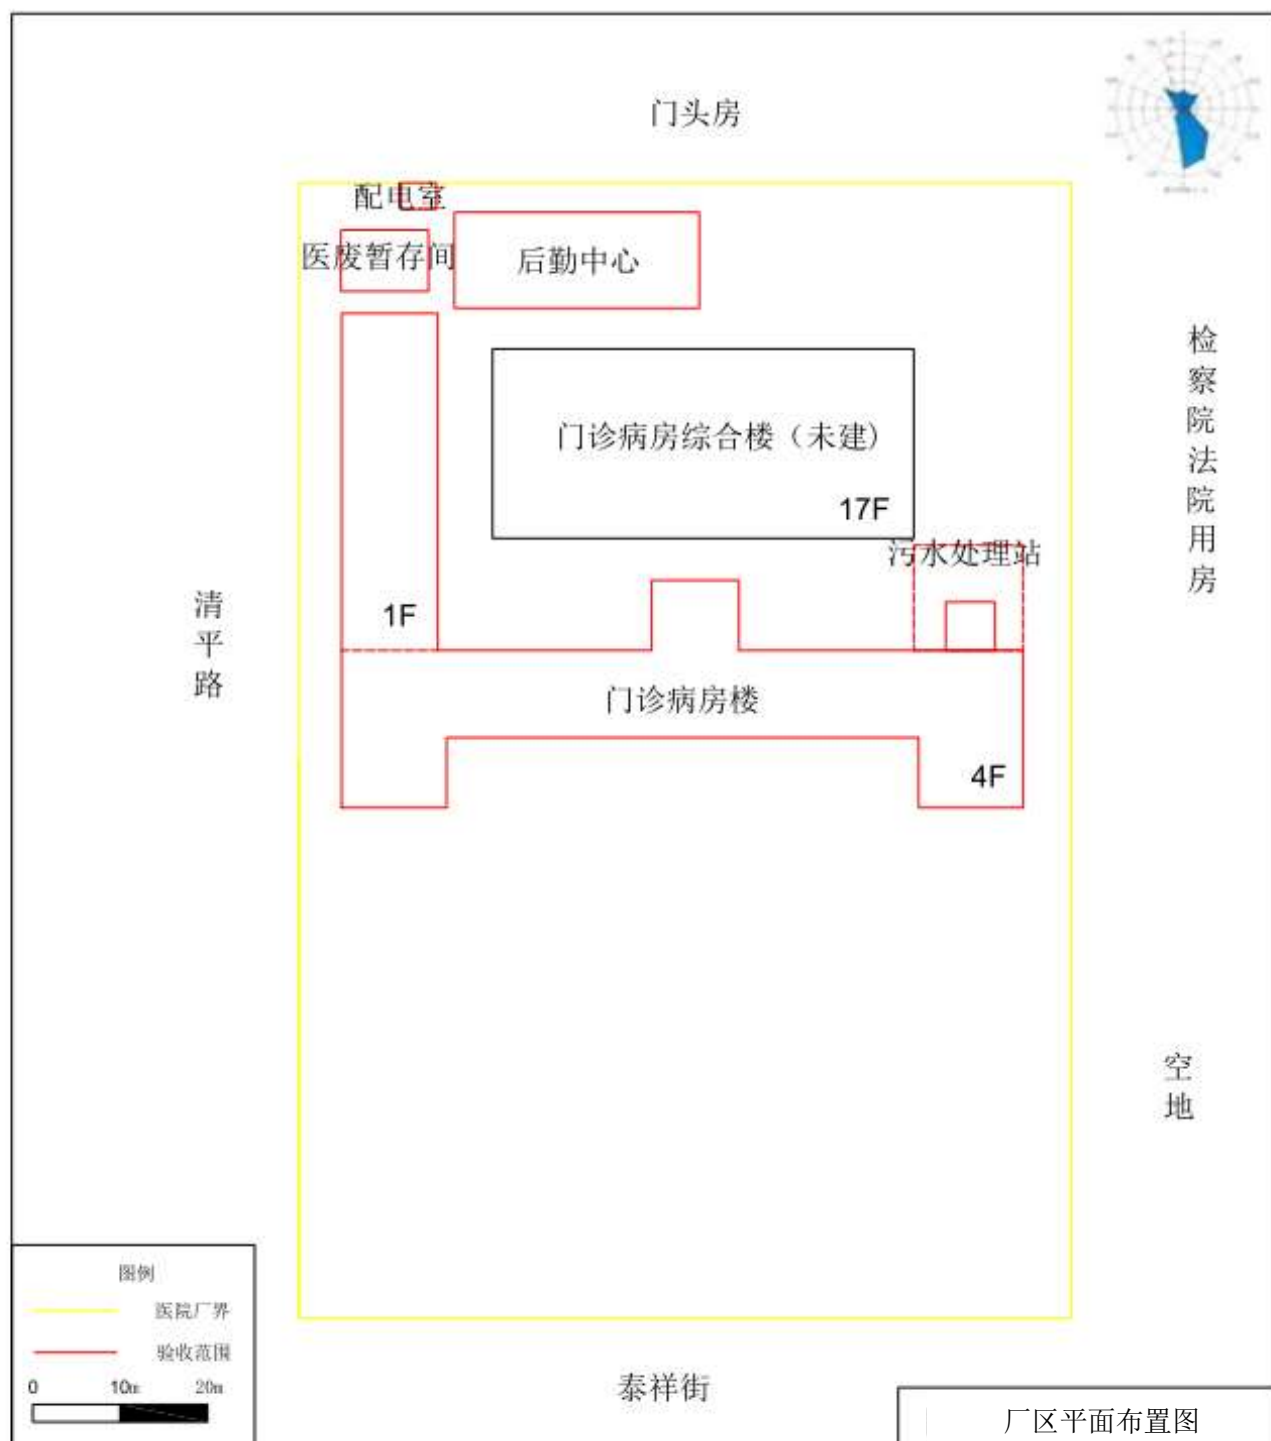 门头房
配电室
医废暂存间
后勤中心
检察院法院用房
门诊病房综合楼（未建)
17F
污水处理站
清平路
1F
门诊病房楼
4F
空地
图例
医院厂界
验收范围
0 10m 20m
泰祥街
厂区平面布置图